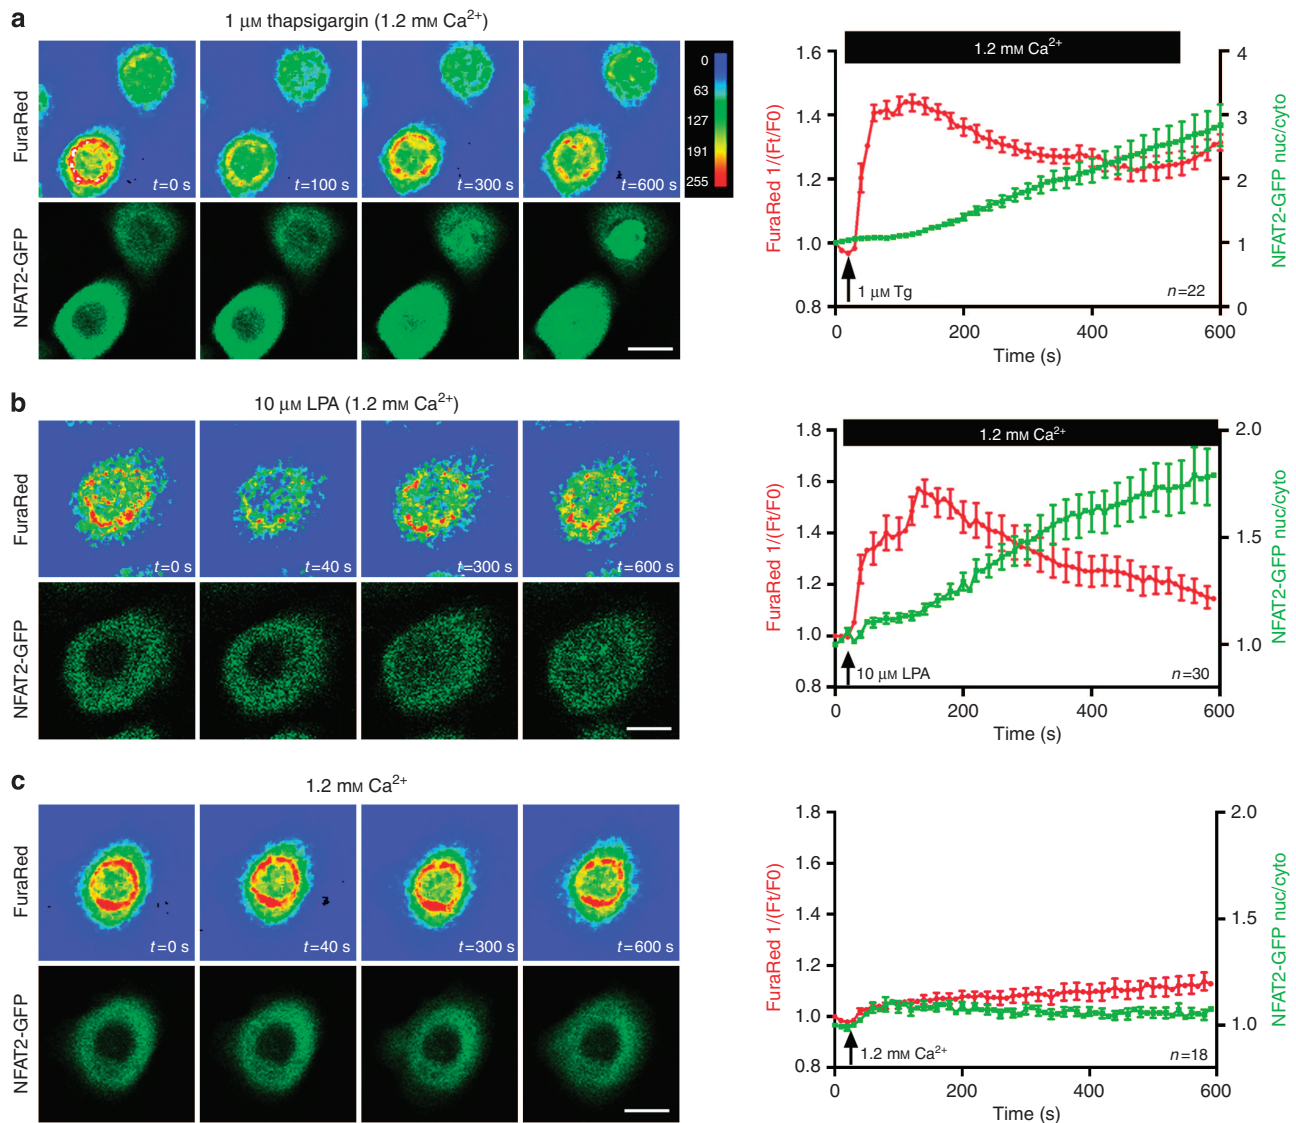 a
1 µM thapsigargin (1.2 mM Ca²⁺)
FuraRed
t=0 s
t=100 s
t=300 s
t=600 s
0
63
127
191
255
NFAT2-GFP
1.2 mM Ca²⁺
1.6
1.4
1.2
1.0
0.8
FuraRed 1/(Ft/F0)
4
3
2
1
0
NFAT2-GFP nuc/cyto
1 µM Tg
n=22
0
200
400
600
Time (s)
b
10 µM LPA (1.2 mM Ca²⁺)
FuraRed
t=0 s
t=40 s
t=300 s
t=600 s
NFAT2-GFP
1.2 mM Ca²⁺
1.8
1.6
1.4
1.2
1.0
0.8
FuraRed 1/(Ft/F0)
2.0
1.5
1.0
NFAT2-GFP nuc/cyto
10 µM LPA
n=30
0
200
400
600
Time (s)
c
1.2 mM Ca²⁺
FuraRed
t=0 s
t=40 s
t=300 s
t=600 s
NFAT2-GFP
1.8
1.6
1.4
1.2
1.0
0.8
FuraRed 1/(Ft/F0)
2.0
1.5
1.0
NFAT2-GFP nuc/cyto
1.2 mM Ca²⁺
n=18
0
200
400
600
Time (s)